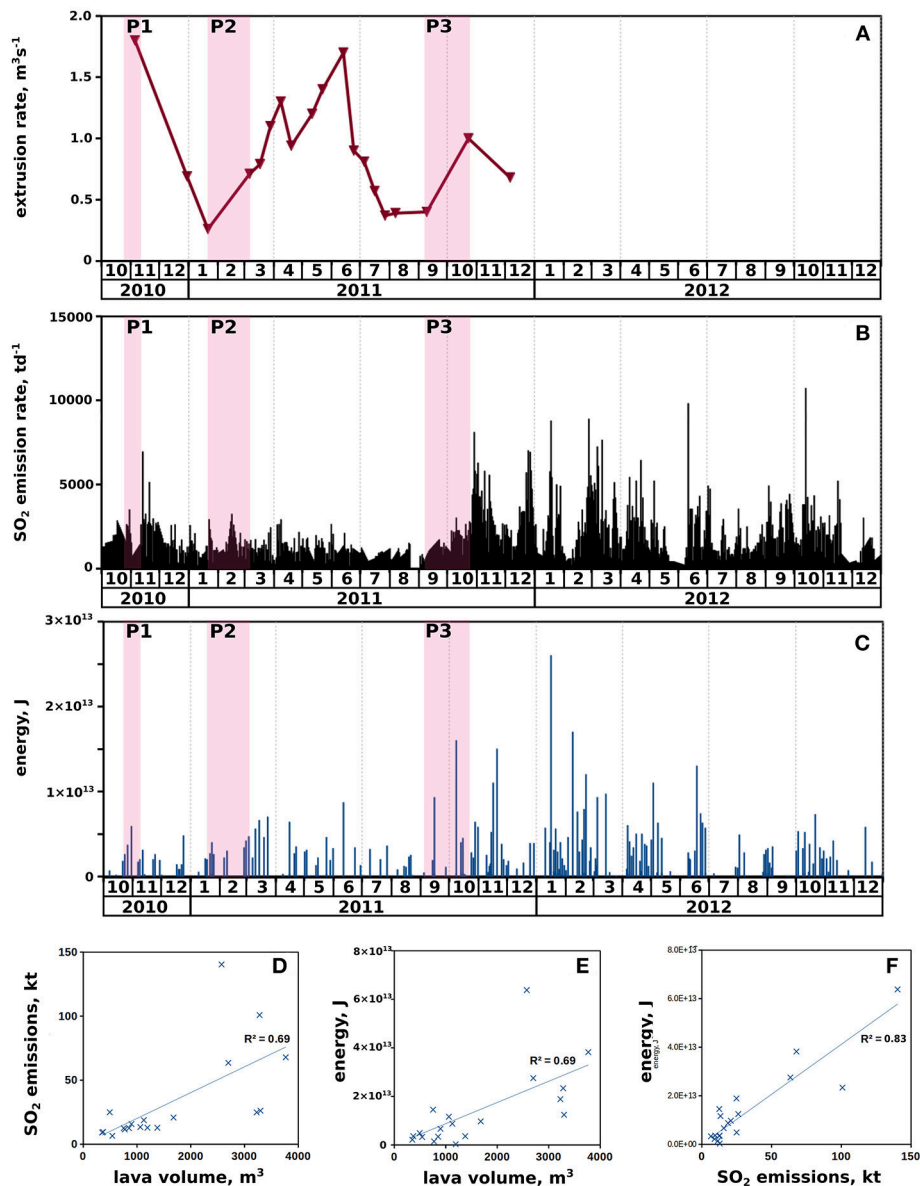 2.0 P1 P2 P3 A
1.5
1.0
0.5
0
extrusion rate, m³s⁻¹
10 11 12 1 2 3 4 5 6 7 8 9 10 11 12 1 2 3 4 5 6 7 8 9 10 11 12
2010 2011 2012
15000 P1 P2 P3 B
10000
5000
0
SO₂ emission rate, td⁻¹
10 11 12 1 2 3 4 5 6 7 8 9 10 11 12 1 2 3 4 5 6 7 8 9 10 11 12
2010 2011 2012
3×10¹³ P1 P2 P3 C
2×10¹³
1×10¹³
0
energy, J
10 11 12 1 2 3 4 5 6 7 8 9 10 11 12 1 2 3 4 5 6 7 8 9 10 11 12
2010 2011 2012
150 D
100
R² = 0.69
50
0
SO₂ emissions, kt
0 1000 2000 3000 4000
lava volume, m³
8×10¹³ E
6×10¹³
4×10¹³
R² = 0.69
2×10¹³
0
energy, J
0 1000 2000 3000 4000
lava volume, m³
8.0E+13 F
6.0E+13
R² = 0.83
4.0E+13
2.0E+13
0.0E+00
energy, J
energy, J
0 50 100 150
SO₂ emissions, kt